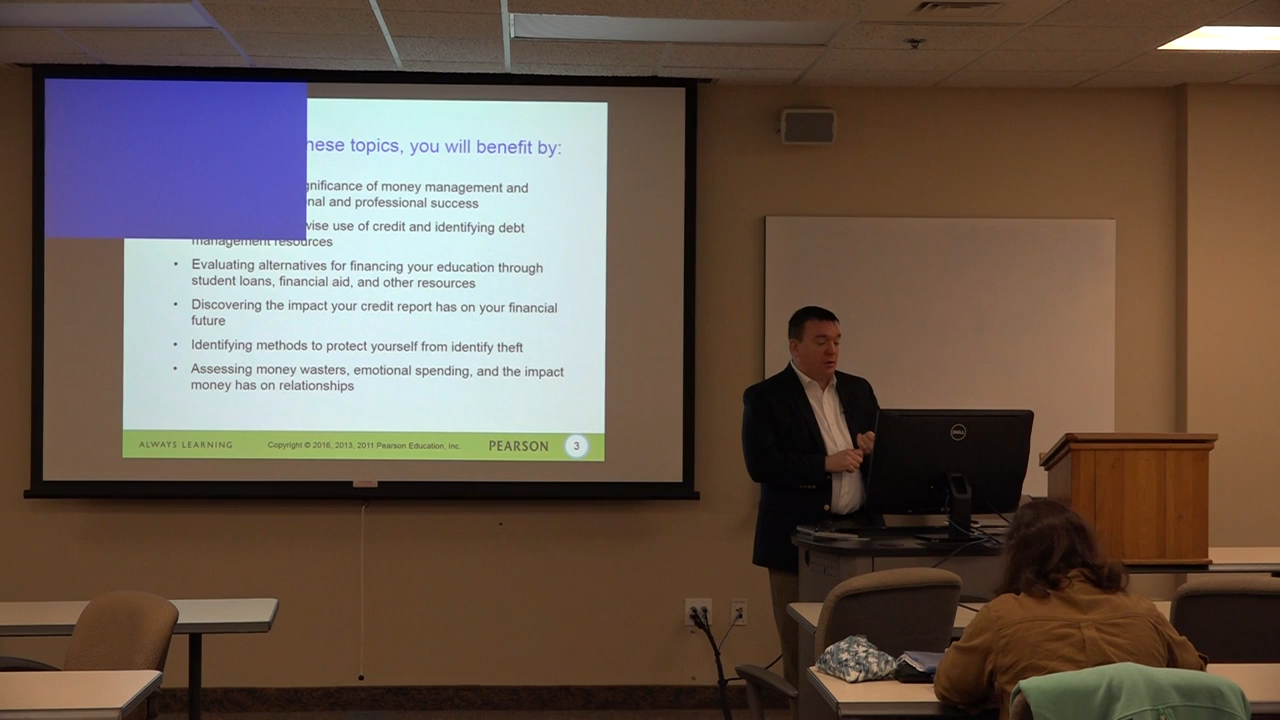 hese topics, you will benefit by:
gnificance of money management and
nal and professional success
wise use of credit and identifying debt
management resources
• Evaluating alternatives for financing your education through
student loans, financial aid, and other resources
• Discovering the impact your credit report has on your financial
future
• Identifying methods to protect yourself from identify theft
• Assessing money wasters, emotional spending, and the impact
money has on relationships
ALWAYS LEARNING Copyright © 2016, 2013, 2011 Pearson Education, Inc. PEARSON 3
DELL